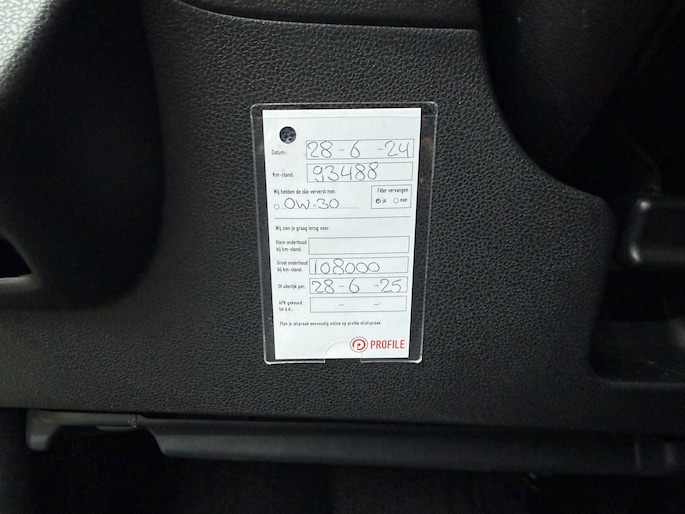 Datum: 28-6-24
Km-stand: 93488
Wij hebben de olie ververst met:
0W-30
Filter vervangen
ja nee
Wij zien je graag terug voor:
Klein onderhoud
bij km-stand:
Groot onderhoud
bij km-stand: 108000
Of uiterlijk per: 28-6-25
APK gekeurd
tot d.d.: - -
Plan je afspraak eenvoudig online op profile.nl/afspraak
PROFILE